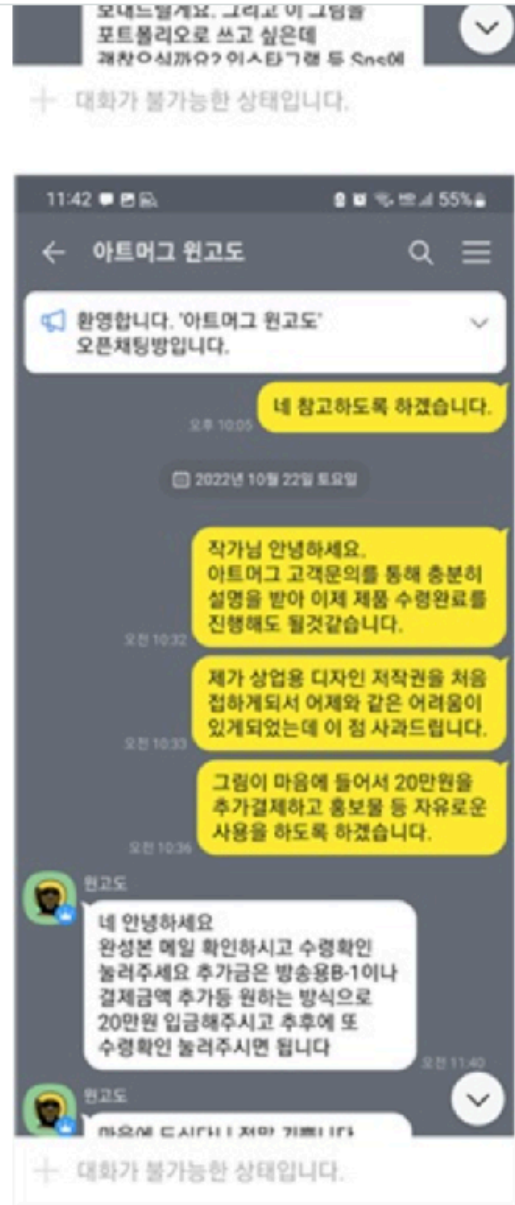 보내드릴게요. 그리고 이 그림을
포트폴리오로 쓰고 싶은데
괜찮으실까요? 인스타그램 등 Sns에
대화가 불가능한 상태입니다.
11:42
55%
아트머그 원고도
환영합니다. '아트머그 원고도'
오픈채팅방입니다.
네 참고하도록 하겠습니다.
오후 10:05
2022년 10월 22일 토요일
작가님 안녕하세요.
아트머그 고객문의를 통해 충분히
설명을 받아 이제 제품 수령완료를
진행해도 될것같습니다.
오전 10:32
제가 상업용 디자인 저작권을 처음
접하게되서 어제와 같은 어려움이
있게되었는데 이 점 사과드립니다.
오전 10:33
그림이 마음에 들어서 20만원을
추가결제하고 홍보물 등 자유로운
사용을 하도록 하겠습니다.
오전 10:36
원고도
네 안녕하세요
완성본 메일 확인하시고 수령확인
눌러주세요 추가금은 방송용B-1이나
결제금액 추가등 원하는 방식으로
20만원 입금해주시고 추후에 또
수령확인 눌러주시면 됩니다
오전 11:40
원고도
마음에 드신다니 정말 기쁩니다
대화가 불가능한 상태입니다.